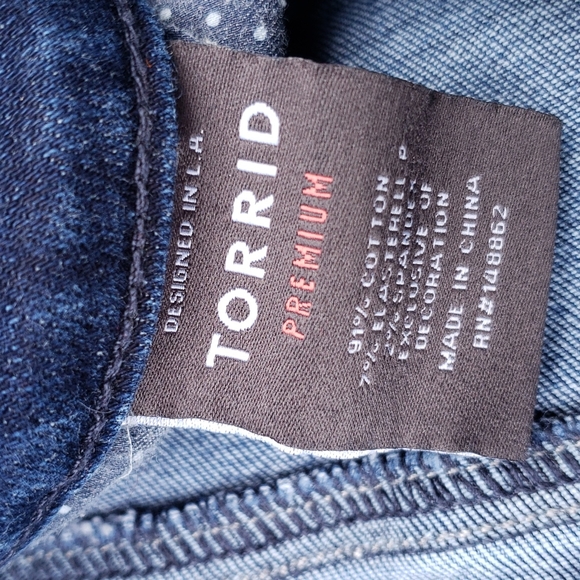 DESIGNED IN L.A.
TORRID
PREMIUM
91% COTTON
7% ELASTERELL P
2% SPANDEX
EXCLUSIVE OF
DECORATION
MADE IN CHINA
RN#148862